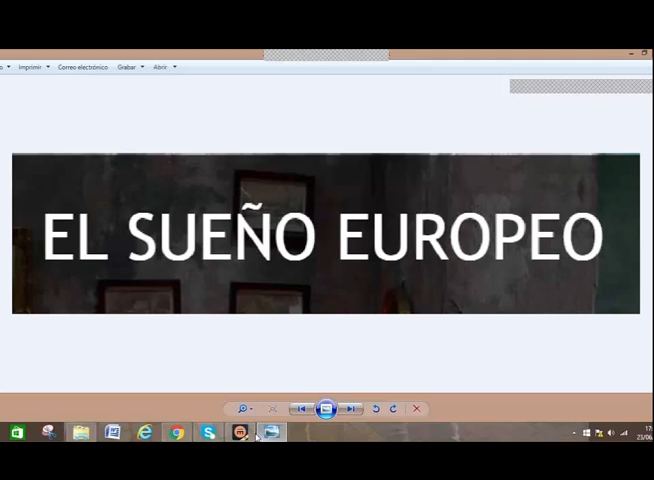 Imprimir
Correo electrónico
Grabar
Abrir
EL SUEÑO EUROPEO